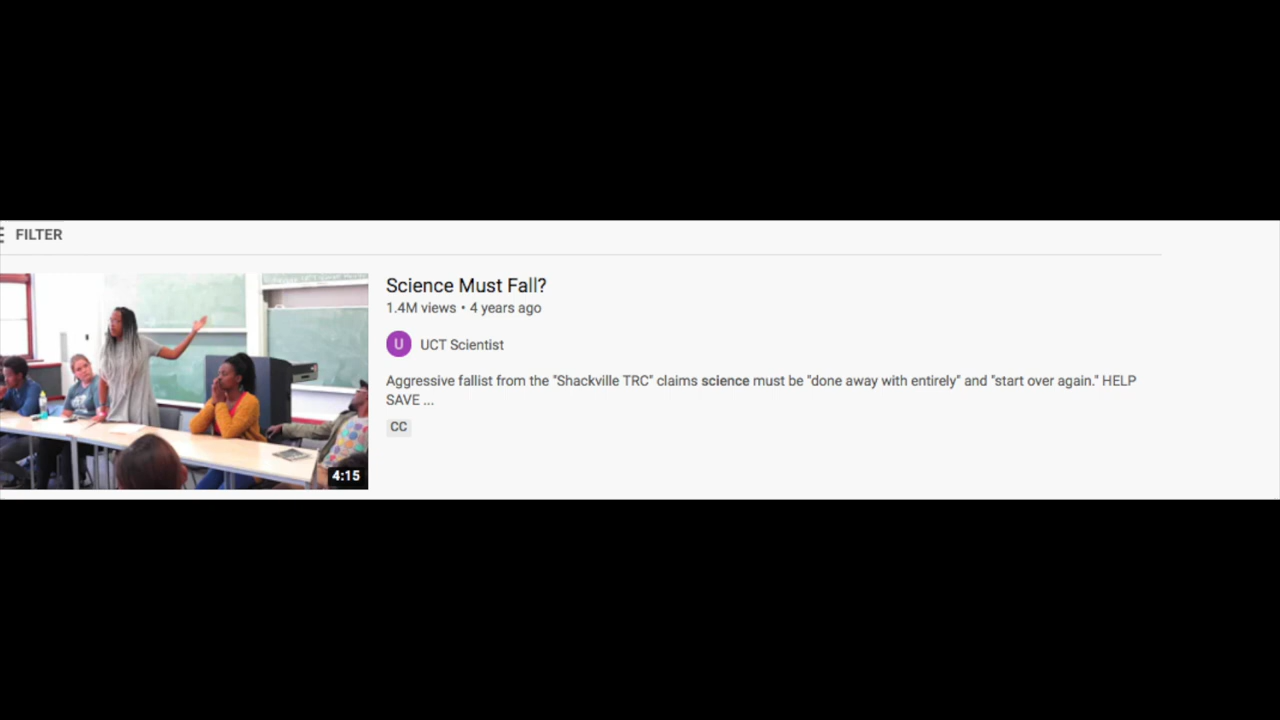 FILTER
Science Must Fall?
1.4M views • 4 years ago
U UCT Scientist
Aggressive fallist from the "Shackville TRC" claims science must be "done away with entirely" and "start over again." HELP
SAVE ...
CC
4:15